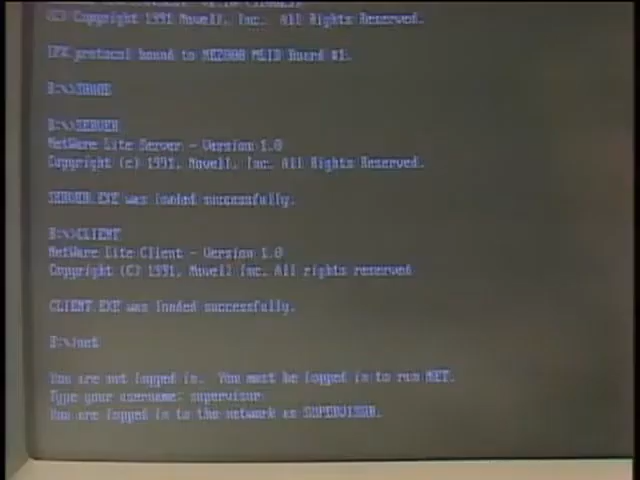 (C) Copyright 1991 Novell, Inc. All Rights Reserved.
IPX protocol bound to NE2000 MLID Board #1.
B:\>SHARE
B:\>SERVER
NetWare Lite Server - Version 1.0
Copyright (c) 1991, Novell, Inc. All Rights Reserved.
SERVER.EXE was loaded successfully.
B:\>CLIENT
NetWare Lite Client - Version 1.0
Copyright (C) 1991, Novell Inc. All rights reserved
CLIENT.EXE was loaded successfully.
B:\>net
You are not logged in. You must be logged in to run NET.
Type your username: supervisor
You are logged in to the network as SUPERVISOR.